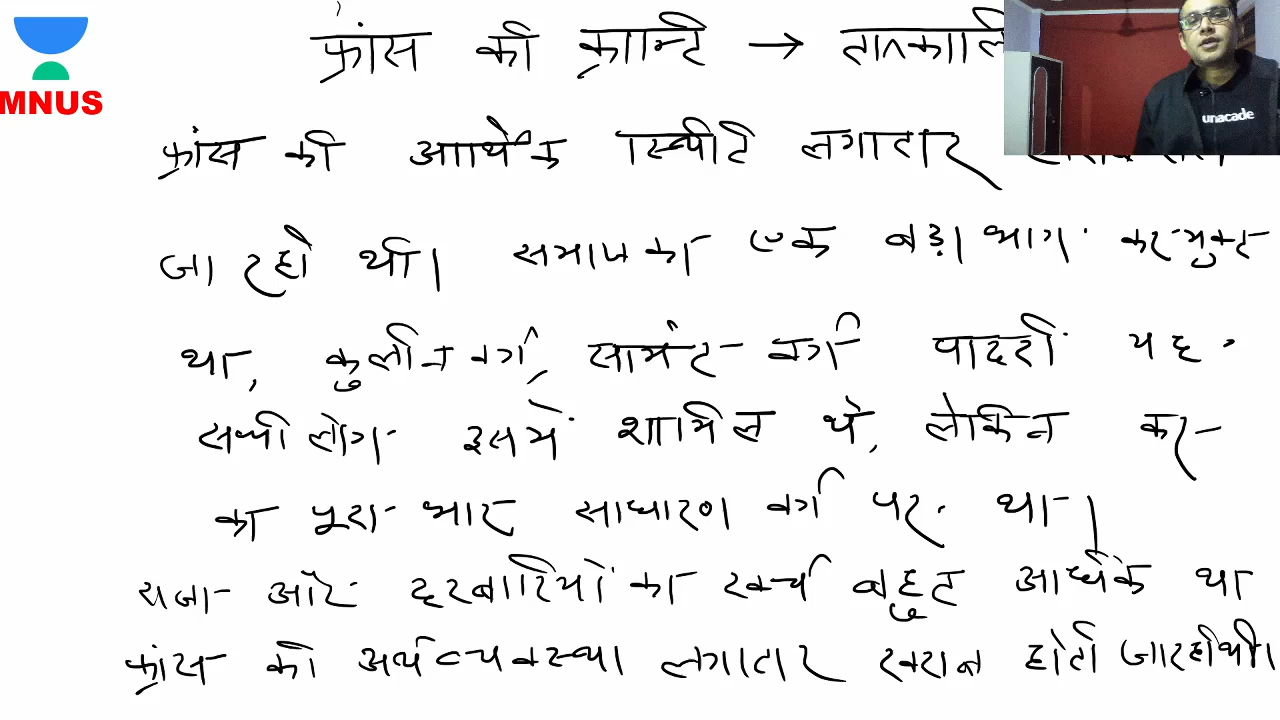 फ्रांस की क्रान्ति → तात्कालि
MNUS
unacade
फ्रांस की आर्थिक स्थिति लगातार
जा रही थी। समाज का एक बड़ा भाग कर मुक्त
था, कुलीन वर्ग, सामंत वर्ग पादरी यह
सभी लोग इसमें शामिल थे, लेकिन कर
का पूरा भार साधारण वर्ग पर था।
राजा और दरबारियों का खर्च बहुत अधिक था
फ्रांस की अर्थव्यवस्था लगातार खराब होती जा रही थी।